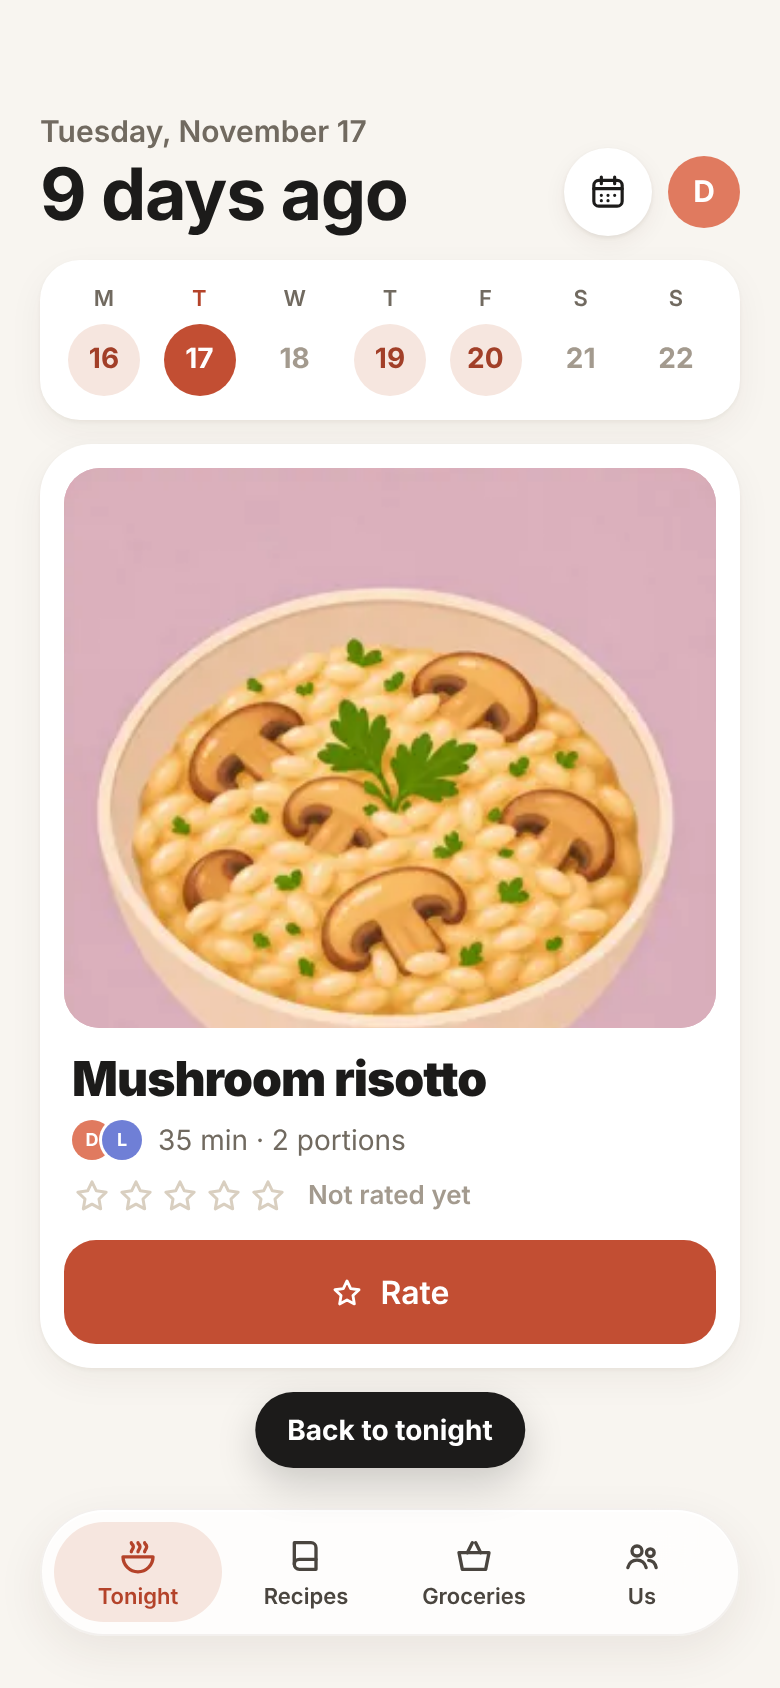 Tuesday, November 17
9 days ago
D
M T W T F S S
16 17 18 19 20 21 22
Mushroom risotto
D L 35 min · 2 portions
Not rated yet
Rate
Back to tonight
Tonight Recipes Groceries Us